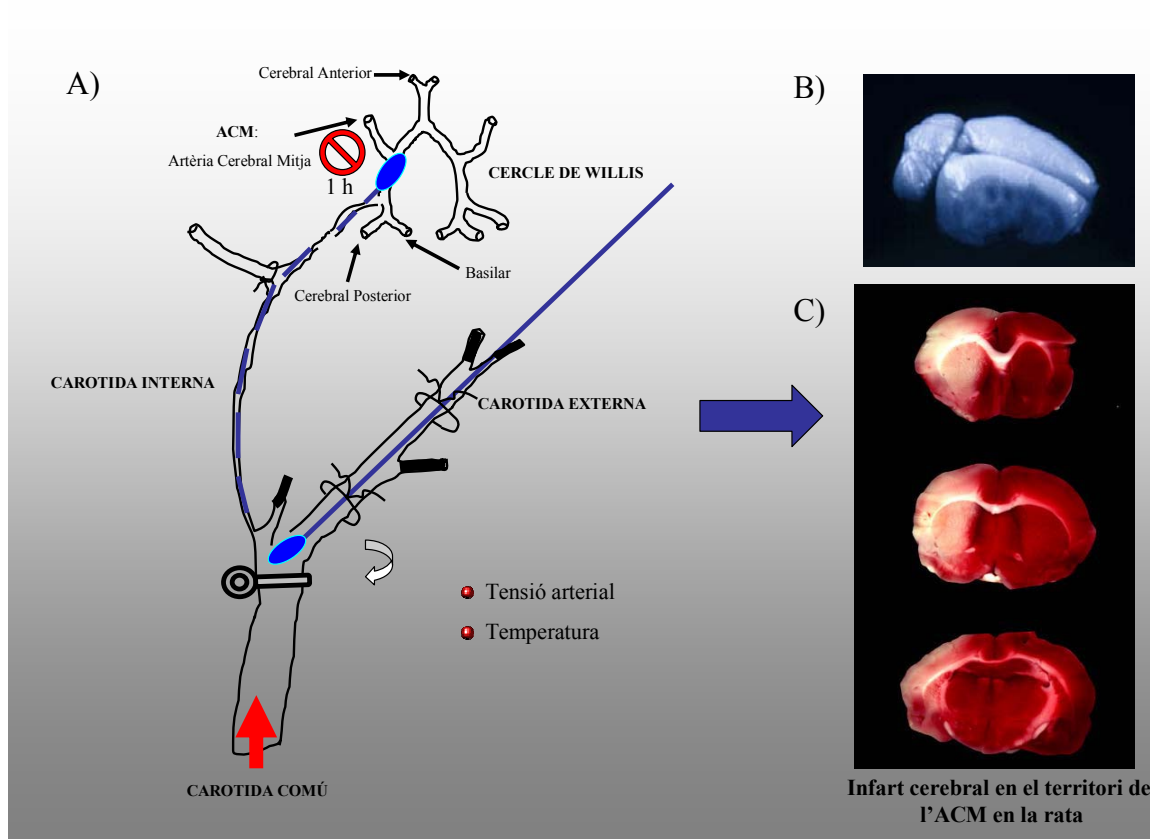 A)
Cerebral Anterior
ACM:
Artèria Cerebral Mitja
1 h
CERCLE DE WILLIS
Basilar
Cerebral Posterior
CAROTIDA INTERNA
CAROTIDA EXTERNA
Tensió arterial
Temperatura
CAROTIDA COMÚ
B)
C)
Infart cerebral en el territori de
l’ACM en la rata